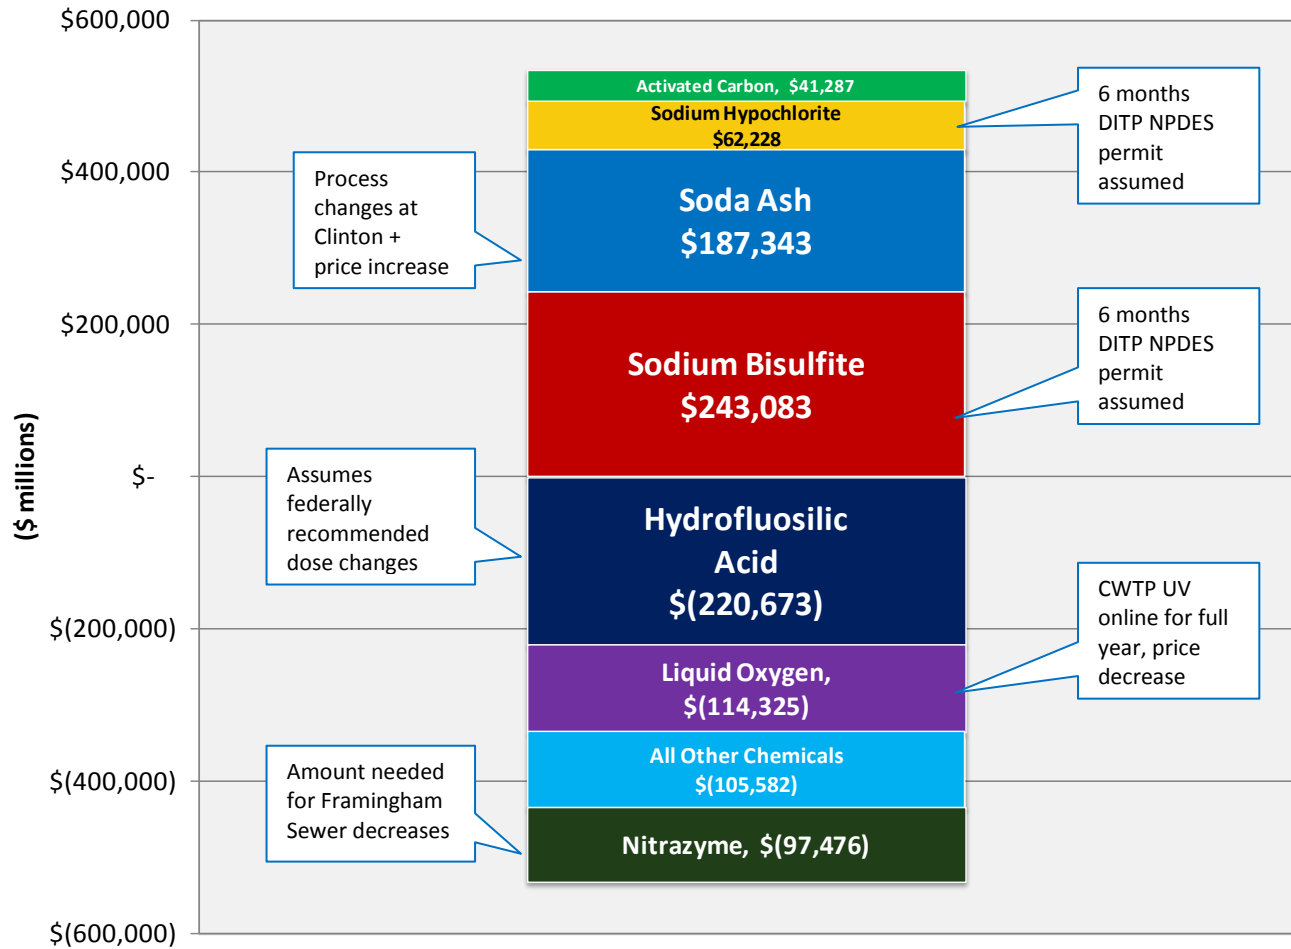 $600,000
$400,000
$200,000
$-
$(200,000)
$(400,000)
$(600,000)
($ millions)
Activated Carbon,  $41,287
Sodium Hypochlorite
$62,228
Soda Ash
$187,343
Sodium Bisulfite
$243,083
Hydrofluosilic
Acid
$(220,673)
Liquid Oxygen,
$(114,325)
All Other Chemicals
$(105,582)
Nitrazyme,  $(97,476)
Process
changes at
Clinton +
price increase
Assumes
federally
recommended
dose changes
Amount needed
for Framingham
Sewer decreases
6 months
DITP NPDES
permit
assumed
6 months
DITP NPDES
permit
assumed
CWTP UV
online for full
year, price
decrease